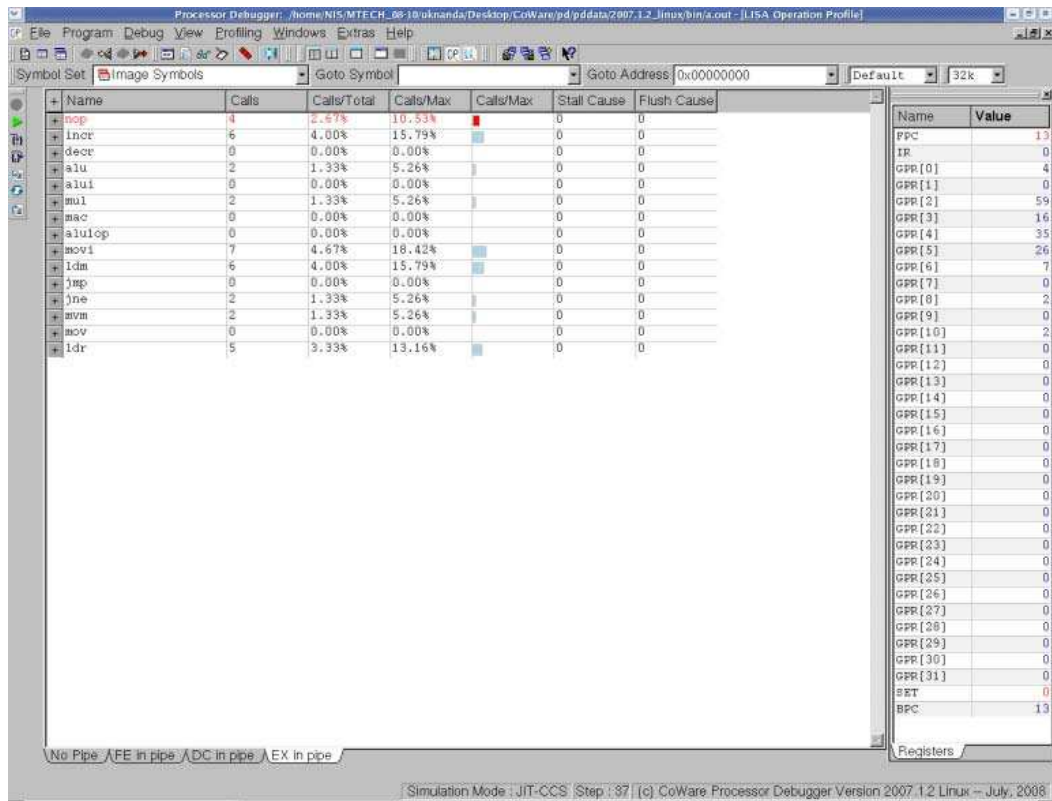 Processor Debugger: /home/NIS/MTECH_08-10/uknanda/Desktop/CoWare/pd/pddata/2007.1.2_linux/bin/a.out - [LISA Operation Profile]
File Program Debug View Profiling Windows Extras Help
Symbol Set Image Symbols Goto Symbol Goto Address 0x00000000 Default 32k
+ Name Calls Calls/Total Calls/Max Calls/Max Stall Cause Flush Cause
+ nop 4 2.67% 10.53% 0 0
+ incr 6 4.00% 15.79% 0 0
+ decr 0 0.00% 0.00% 0 0
+ alu 2 1.33% 5.26% 0 0
+ alui 0 0.00% 0.00% 0 0
+ mul 2 1.33% 5.26% 0 0
+ mac 0 0.00% 0.00% 0 0
+ alulop 0 0.00% 0.00% 0 0
+ movi 7 4.67% 18.42% 0 0
+ ldm 6 4.00% 15.79% 0 0
+ jmp 0 0.00% 0.00% 0 0
+ jne 2 1.33% 5.26% 0 0
+ mvm 2 1.33% 5.26% 0 0
+ mov 0 0.00% 0.00% 0 0
+ ldr 5 3.33% 13.16% 0 0
Name Value
FPC 13
IR 0
GPR[0] 4
GPR[1] 0
GPR[2] 59
GPR[3] 16
GPR[4] 35
GPR[5] 26
GPR[6] 7
GPR[7] 0
GPR[8] 2
GPR[9] 0
GPR[10] 2
GPR[11] 0
GPR[12] 0
GPR[13] 0
GPR[14] 0
GPR[15] 0
GPR[16] 0
GPR[17] 0
GPR[18] 0
GPR[19] 0
GPR[20] 0
GPR[21] 0
GPR[22] 0
GPR[23] 0
GPR[24] 0
GPR[25] 0
GPR[26] 0
GPR[27] 0
GPR[28] 0
GPR[29] 0
GPR[30] 0
GPR[31] 0
SET 0
BPC 13
No Pipe FE in pipe DC in pipe EX in pipe
Registers
Simulation Mode : JIT-CCS Step : 37 (c) CoWare Processor Debugger Version 2007.1.2 Linux -- July, 2008